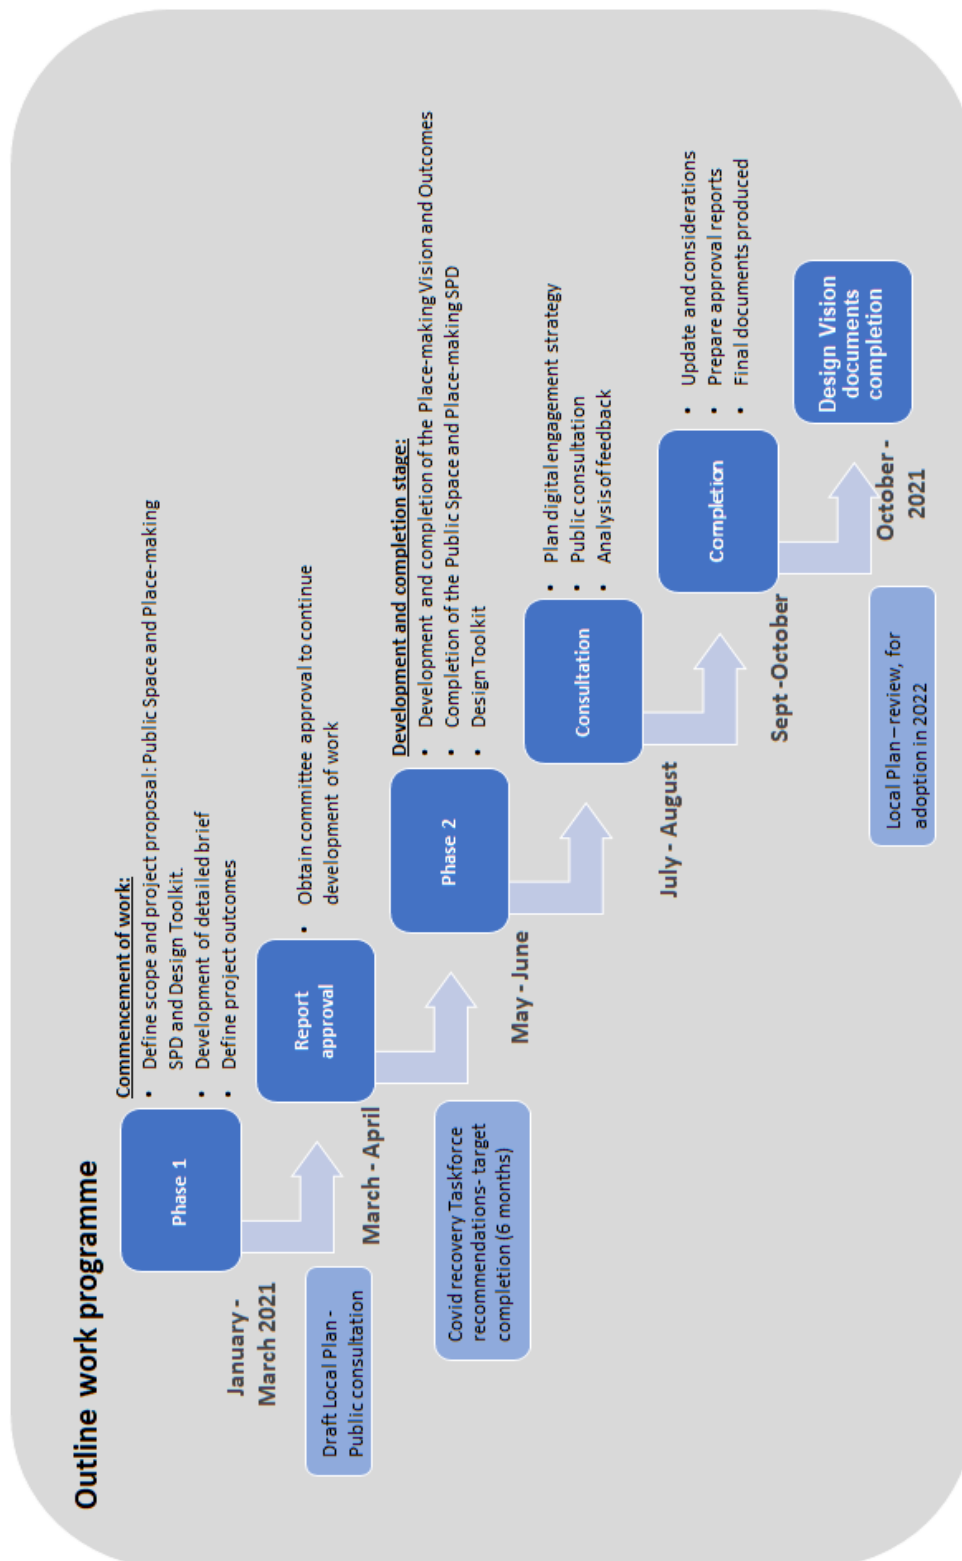 Outline work programme
Phase 1
Commencement of work:
• Define scope and project proposal: Public Space and Place-making
SPD and Design Toolkit.
• Development of detailed brief
• Define project outcomes
January -
March 2021
Draft Local Plan -
Public consultation
Report
approval
• Obtain committee approval to continue
development of work
March - April
Covid recovery Taskforce
recommendations- target
completion (6 months)
Phase 2
Development and completion stage:
• Development and completion of the Place-making Vision and Outcomes
• Completion of the Public Space and Place-making SPD
• Design Toolkit
May - June
Consultation
• Plan digital engagement strategy
• Public consultation
• Analysis of feedback
July - August
Completion
• Update and considerations
• Prepare approval reports
• Final documents produced
Sept -October
Design Vision
documents
completion
October -
2021
Local Plan – review, for
adoption in 2022